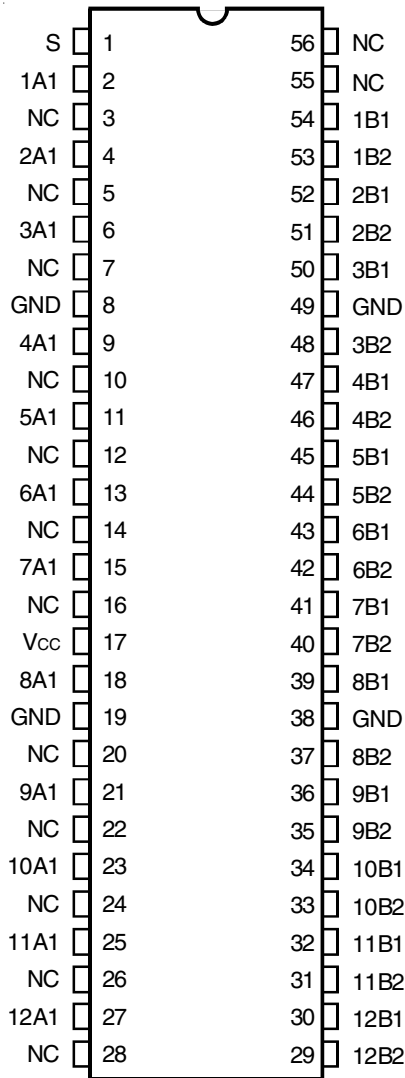 S 1 56 NC
1A1 2 55 NC
NC 3 54 1B1
2A1 4 53 1B2
NC 5 52 2B1
3A1 6 51 2B2
NC 7 50 3B1
GND 8 49 GND
4A1 9 48 3B2
NC 10 47 4B1
5A1 11 46 4B2
NC 12 45 5B1
6A1 13 44 5B2
NC 14 43 6B1
7A1 15 42 6B2
NC 16 41 7B1
VCC 17 40 7B2
8A1 18 39 8B1
GND 19 38 GND
NC 20 37 8B2
9A1 21 36 9B1
NC 22 35 9B2
10A1 23 34 10B1
NC 24 33 10B2
11A1 25 32 11B1
NC 26 31 11B2
12A1 27 30 12B1
NC 28 29 12B2